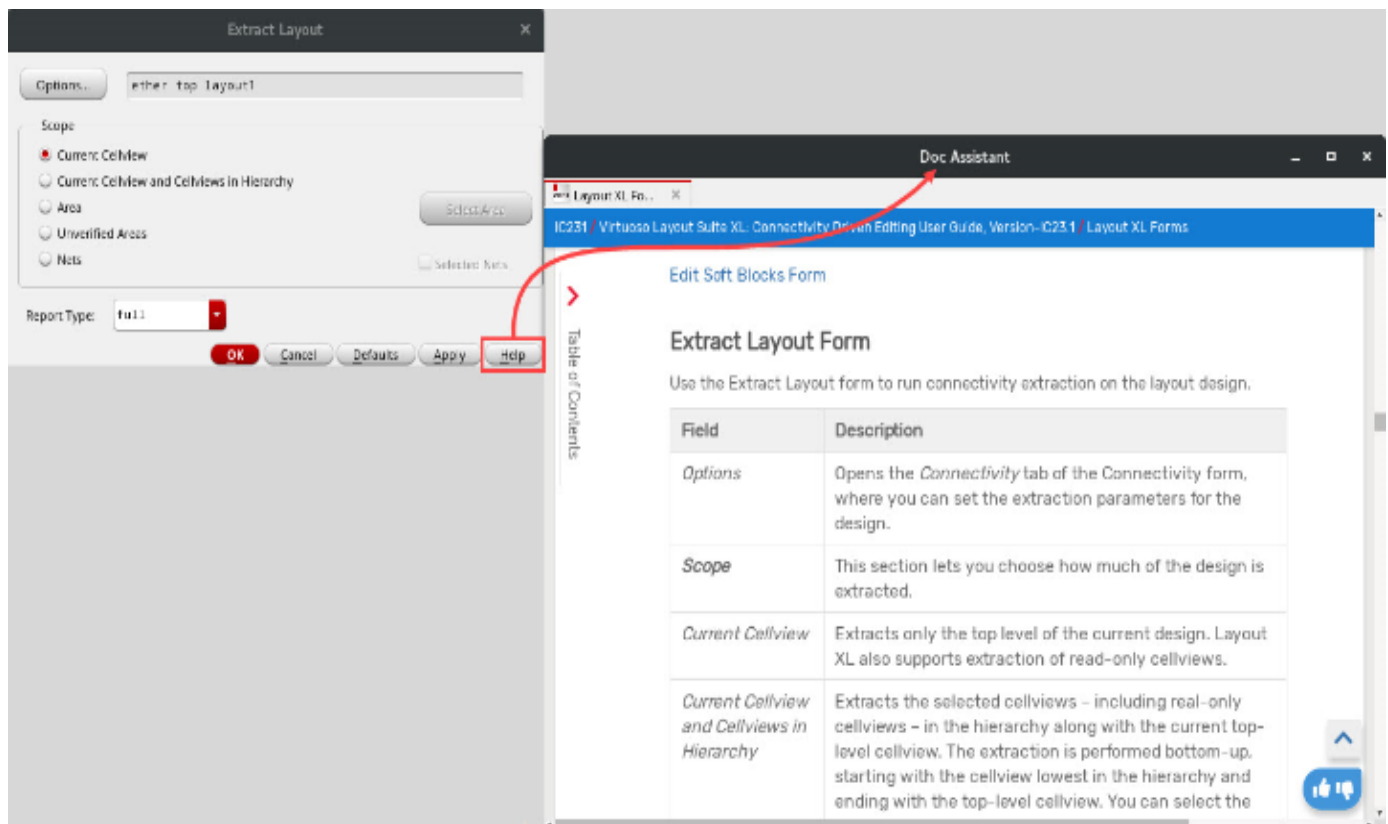 Extract Layout
Options...
ether top layout1
Scope
Current Cellview
Current Cellview and Cellviews in Hierarchy
Area
Select Area
Unverified Areas
Nets
Selected Nets
Report Type: full
OK Cancel Defaults Apply Help
Doc Assistant
Layout XL Fo..
IC231 / Virtuoso Layout Suite XL: Connectivity Driven Editing User Guide, Version-IC23.1 / Layout XL Forms
Table of Contents
Edit Soft Blocks Form
Extract Layout Form
Use the Extract Layout form to run connectivity extraction on the layout design.
Field Description
Options Opens the Connectivity tab of the Connectivity form,
where you can set the extraction parameters for the
design.
Scope This section lets you choose how much of the design is
extracted.
Current Cellview Extracts only the top level of the current design. Layout
XL also supports extraction of read-only cellviews.
Current Cellview Extracts the selected cellviews – including real-only
and Cellviews in cellviews – in the hierarchy along with the current top-
Hierarchy level cellview. The extraction is performed bottom-up,
starting with the cellview lowest in the hierarchy and
ending with the top-level cellview. You can select the